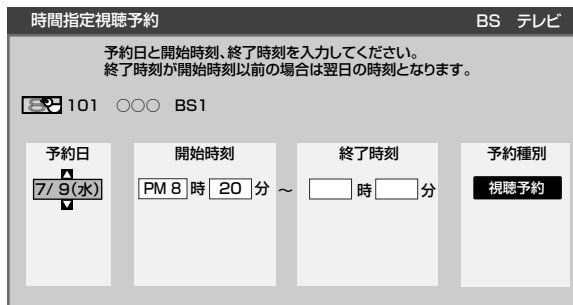 時間指定視聴予約 BS テレビ
予約日と開始時刻、終了時刻を入力してください。
終了時刻が開始時刻以前の場合は翌日の時刻となります。
101 ○○○ BS1
予約日 開始時刻 終了時刻 予約種別
7/ 9(水) PM 8 時 20 分 ～ 時 分 視聴予約